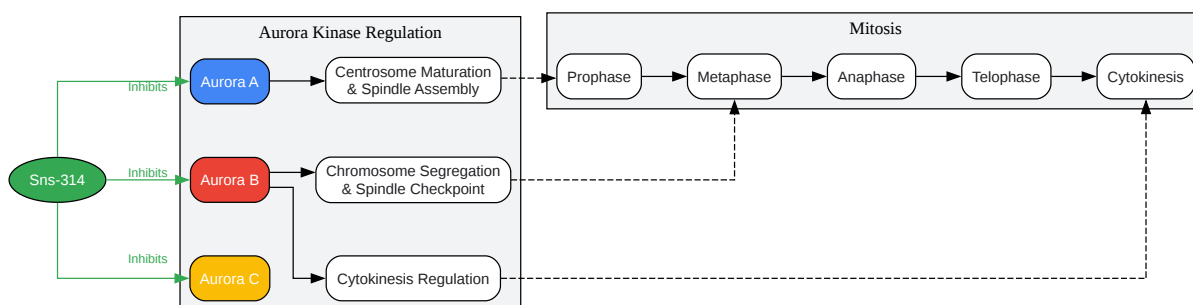 Aurora Kinase Regulation
Mitosis
Sns-314
Inhibits
Aurora A
Centrosome Maturation
& Spindle Assembly
Prophase
Metaphase
Anaphase
Telophase
Cytokinesis
Inhibits
Aurora B
Chromosome Segregation
& Spindle Checkpoint
Inhibits
Aurora C
Cytokinesis Regulation